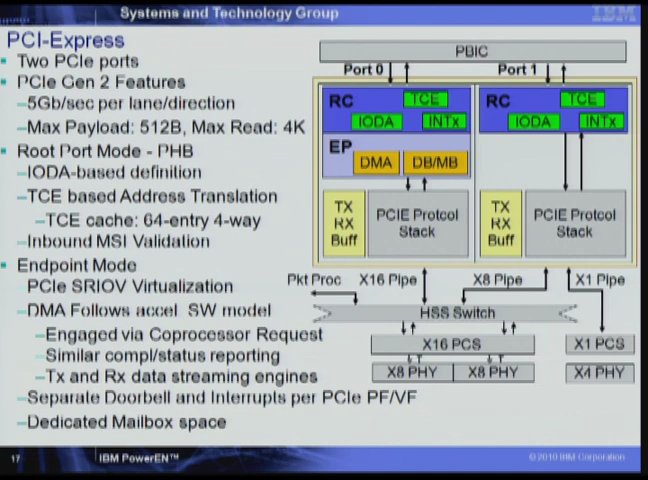 Systems and Technology Group
IBM
PCI-Express
Two PCIe ports
PCIe Gen 2 Features
–5Gb/sec per lane/direction
–Max Payload: 512B, Max Read: 4K
Root Port Mode - PHB
–IODA-based definition
–TCE based Address Translation
–TCE cache: 64-entry 4-way
–Inbound MSI Validation
Endpoint Mode
PCIe SRIOV Virtualization
–DMA Follows accel SW model
–Engaged via Coprocessor Request
–Similar compl/status reporting
–Tx and Rx data streaming engines
–Separate Doorbell and Interrupts per PCIe PF/VF
–Dedicated Mailbox space
PBIC
Port 0
Port 1
RC
TCE
IODA
INTx
RC
TCE
IODA
INTx
EP
DMA
DB/MB
TX
RX
Buff
PCIE Protcol
Stack
TX
RX
Buff
PCIE Protcol
Stack
Pkt Proc
X16 Pipe
X8 Pipe
X1 Pipe
HSS Switch
X16 PCS
X1 PCS
X8 PHY
X8 PHY
X4 PHY
17
IBM PowerEN™
© 2010 IBM Corporation